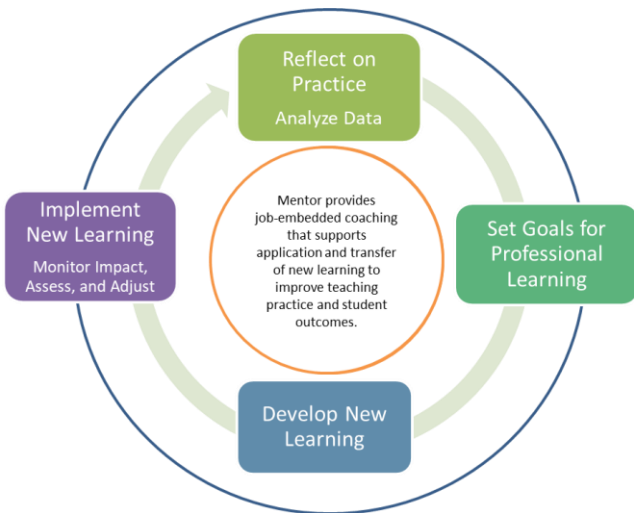 Reflect on
Practice
Analyze Data
Implement
New Learning
Monitor Impact,
Assess, and Adjust
Mentor provides
job-embedded coaching
that supports
application and transfer
of new learning to
improve teaching
practice and student
outcomes.
Set Goals for
Professional
Learning
Develop New
Learning